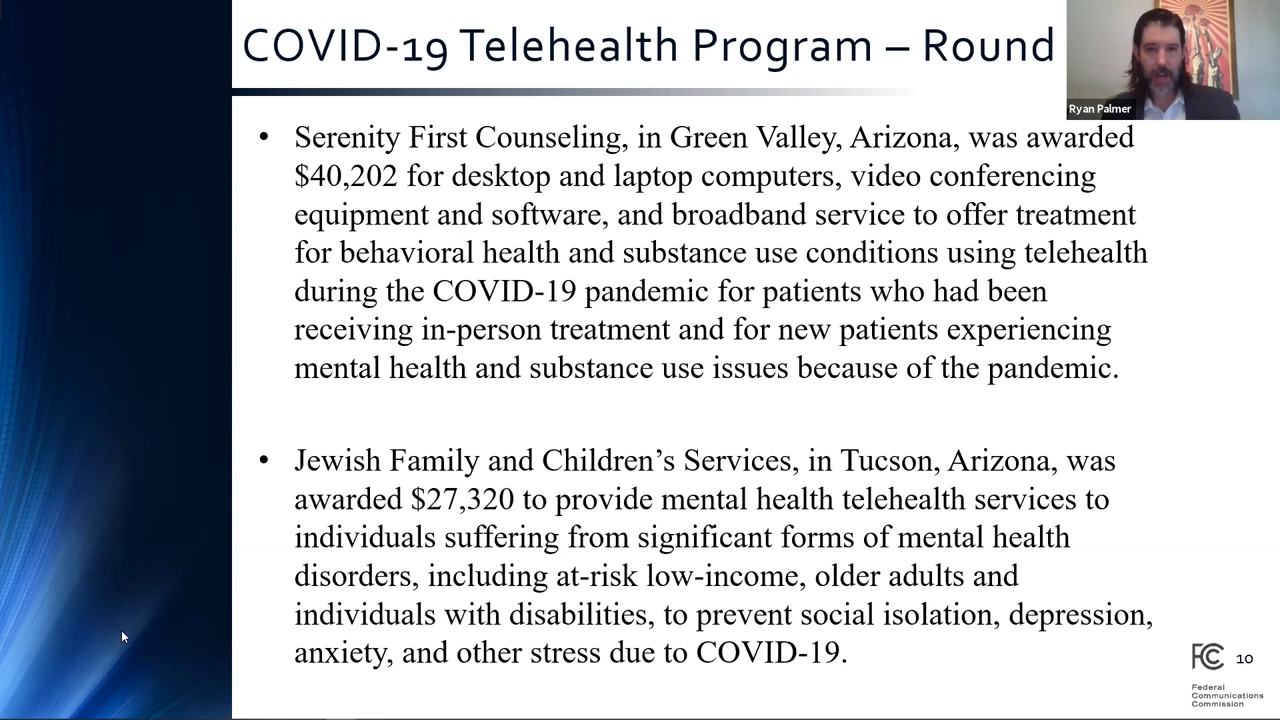 COVID-19 Telehealth Program – Round
Ryan Palmer
• Serenity First Counseling, in Green Valley, Arizona, was awarded
$40,202 for desktop and laptop computers, video conferencing
equipment and software, and broadband service to offer treatment
for behavioral health and substance use conditions using telehealth
during the COVID-19 pandemic for patients who had been
receiving in-person treatment and for new patients experiencing
mental health and substance use issues because of the pandemic.
• Jewish Family and Children’s Services, in Tucson, Arizona, was
awarded $27,320 to provide mental health telehealth services to
individuals suffering from significant forms of mental health
disorders, including at-risk low-income, older adults and
individuals with disabilities, to prevent social isolation, depression,
anxiety, and other stress due to COVID-19.
FCC 10
Federal
Communications
Commission